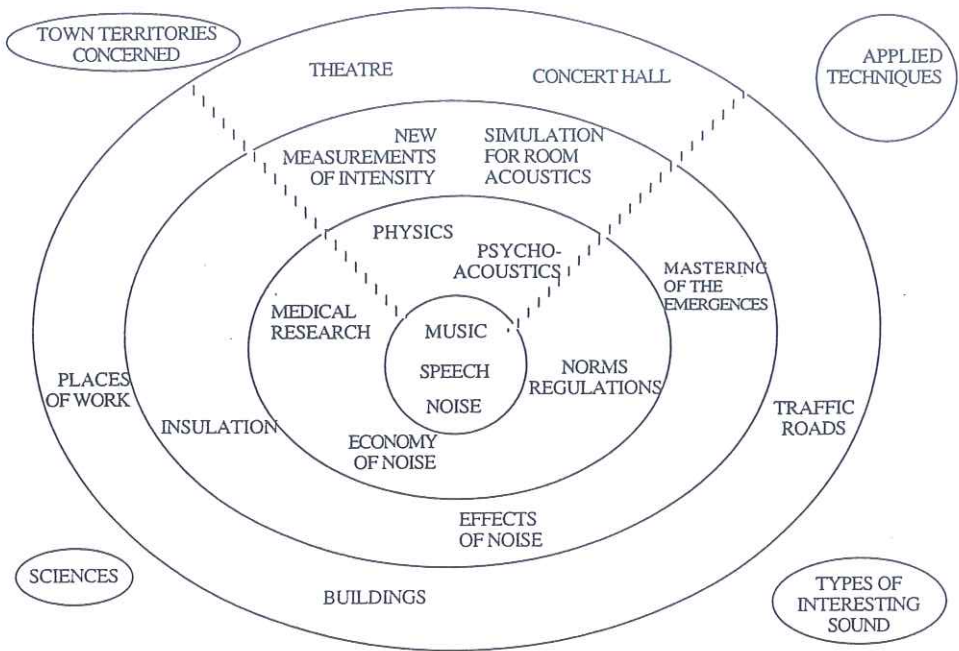 TOWN TERRITORIES
CONCERNED
APPLIED
TECHNIQUES
THEATRE
CONCERT HALL
NEW
MEASUREMENTS
OF INTENSITY
SIMULATION
FOR ROOM
ACOUSTICS
PHYSICS
PSYCHO-
ACOUSTICS
MASTERING
OF THE
EMERGENCES
MEDICAL
RESEARCH
MUSIC
SPEECH
NOISE
NORMS
REGULATIONS
PLACES
OF WORK
INSULATION
TRAFFIC
ROADS
ECONOMY
OF NOISE
EFFECTS
OF NOISE
SCIENCES
BUILDINGS
TYPES OF
INTERESTING
SOUND